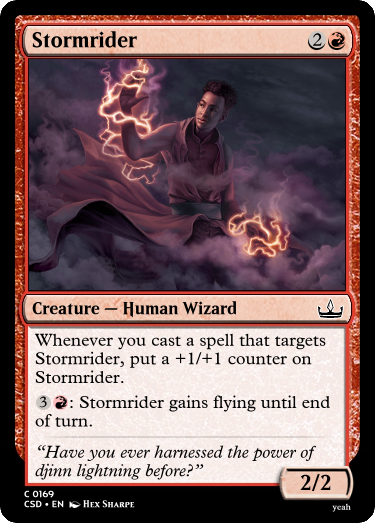 Stormrider 2
Creature — Human Wizard
Whenever you cast a spell that targets
Stormrider, put a +1/+1 counter on
Stormrider.
3 : Stormrider gains flying until end
of turn.
“Have you ever harnessed the power of
djinn lightning before?”
2/2
C 0169
CSD • EN Hex Sharpe
yeah